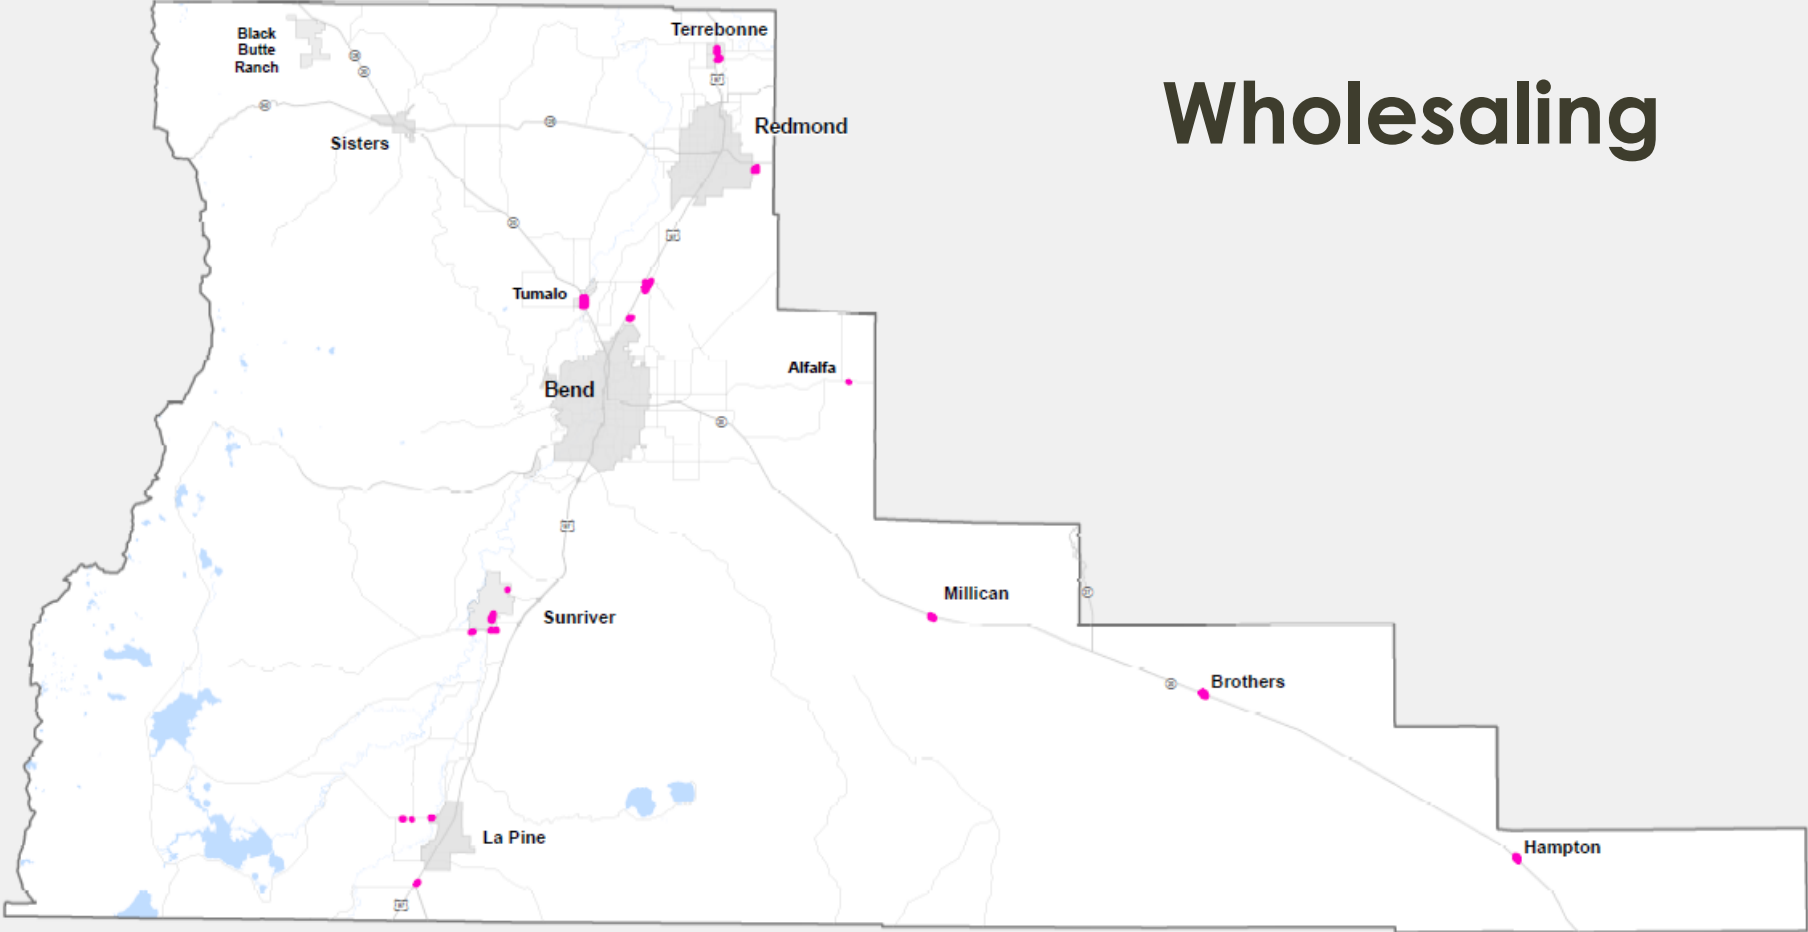 Wholesaling
Black
Butte
Ranch
Terrebonne
Redmond
Sisters
Tumalo
Alfalfa
Bend
Millican
Sunriver
Brothers
La Pine
Hampton